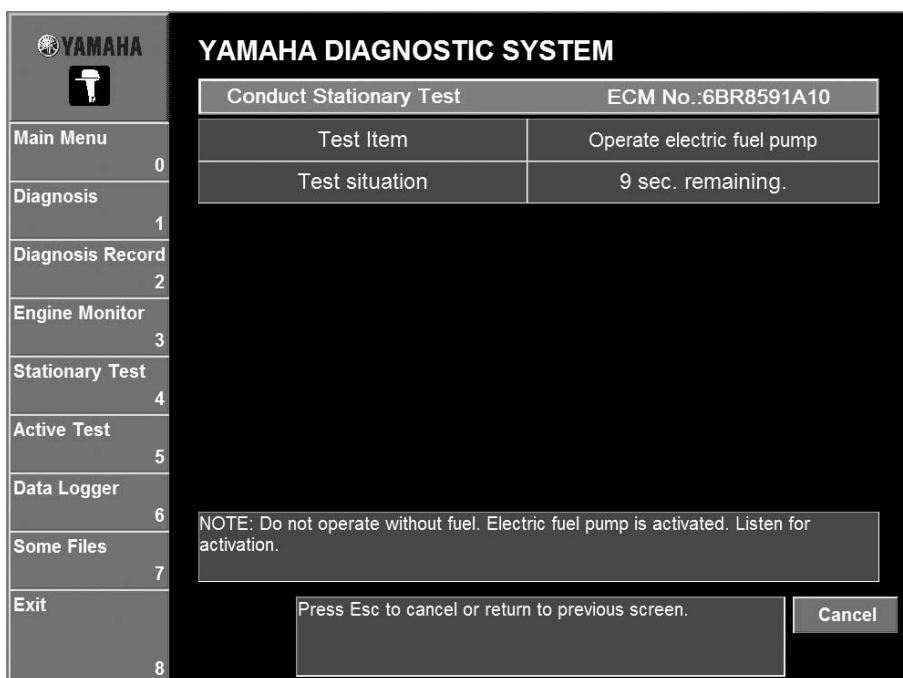 YAMAHA
YAMAHA DIAGNOSTIC SYSTEM
Conduct Stationary Test ECM No.:6BR8591A10
Test Item Operate electric fuel pump
Test situation 9 sec. remaining.
Main Menu
0
Diagnosis
1
Diagnosis Record
2
Engine Monitor
3
Stationary Test
4
Active Test
5
Data Logger
6
Some Files
7
Exit
8
NOTE: Do not operate without fuel. Electric fuel pump is activated. Listen for
activation.
Press Esc to cancel or return to previous screen.
Cancel